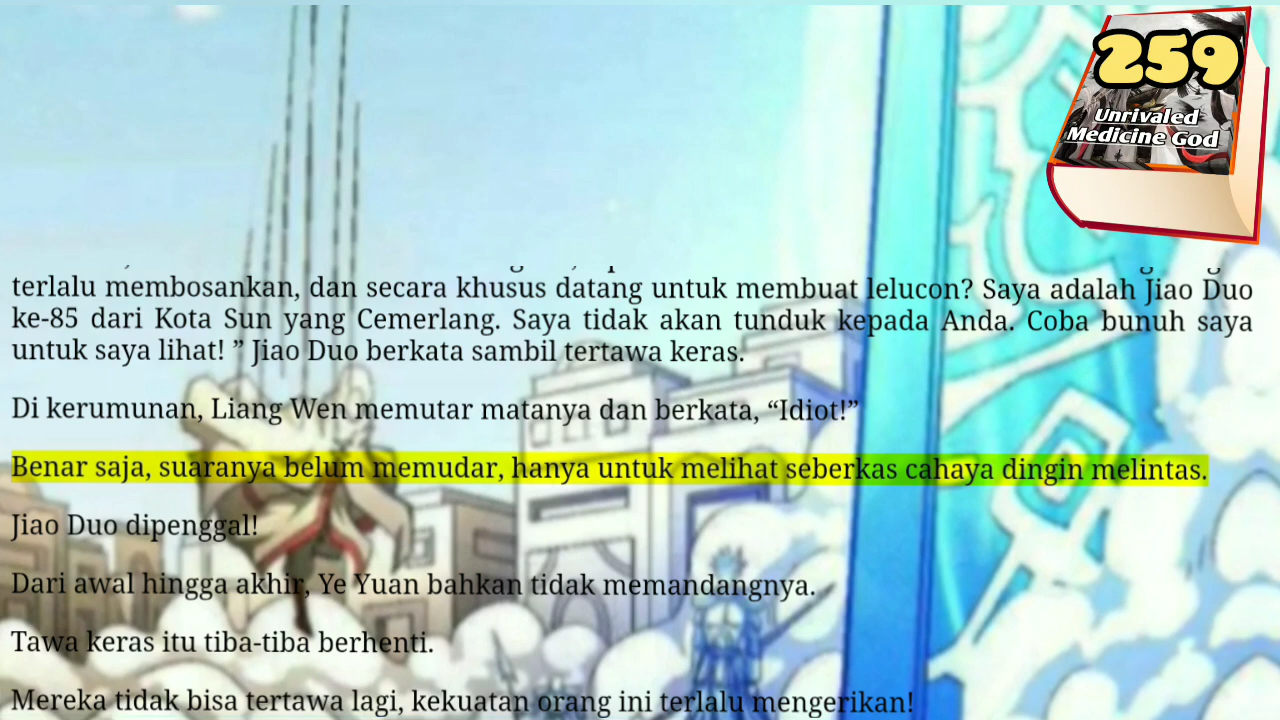 259
Unrivaled
Medicine God
terlalu membosankan, dan secara khusus datang untuk membuat lelucon? Saya adalah Jiao Duo
ke-85 dari Kota Sun yang Cemerlang. Saya tidak akan tunduk kepada Anda. Coba bunuh saya
untuk saya lihat! ” Jiao Duo berkata sambil tertawa keras.
Di kerumunan, Liang Wen memutar matanya dan berkata, “Idiot!”
Benar saja, suaranya belum memudar, hanya untuk melihat seberkas cahaya dingin melintas.
Jiao Duo dipenggal!
Dari awal hingga akhir, Ye Yuan bahkan tidak memandangnya.
Tawa keras itu tiba-tiba berhenti.
Mereka tidak bisa tertawa lagi, kekuatan orang ini terlalu mengerikan!